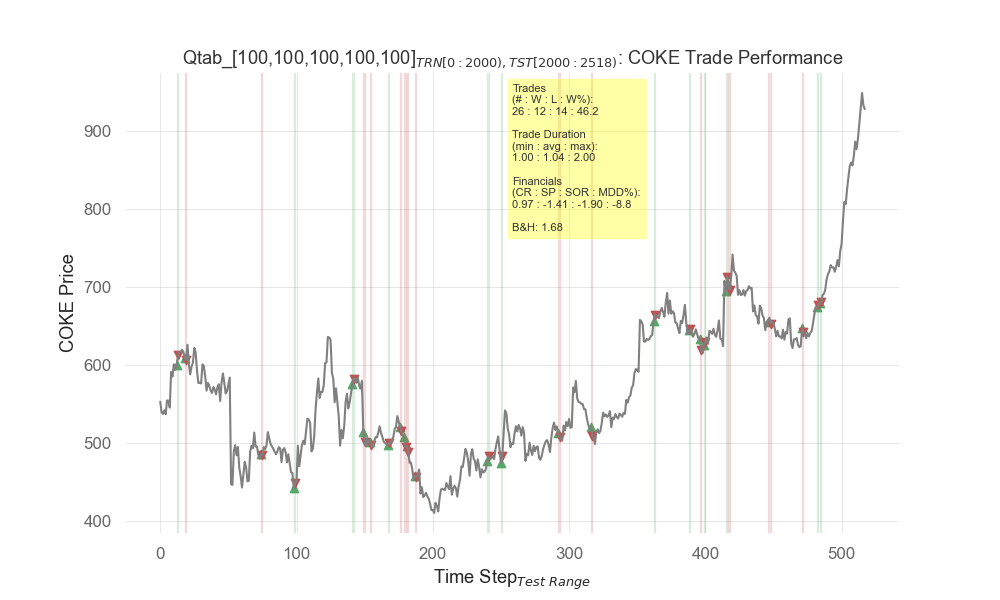 Qtab_[100,100,100,100,100]TRN[0 : 2000), TST[2000 : 2518) : COKE Trade Performance
Trades
(# : W : L : W%):
26 : 12 : 14 : 46.2
Trade Duration
(min : avg : max):
1.00 : 1.04 : 2.00
Financials
(CR : SP : SOR : MDD%):
0.97 : -1.41 : -1.90 : -8.8
B&H: 1.68
COKE Price
900
800
700
600
500
400
0 100 200 300 400 500
Time Step Test Range